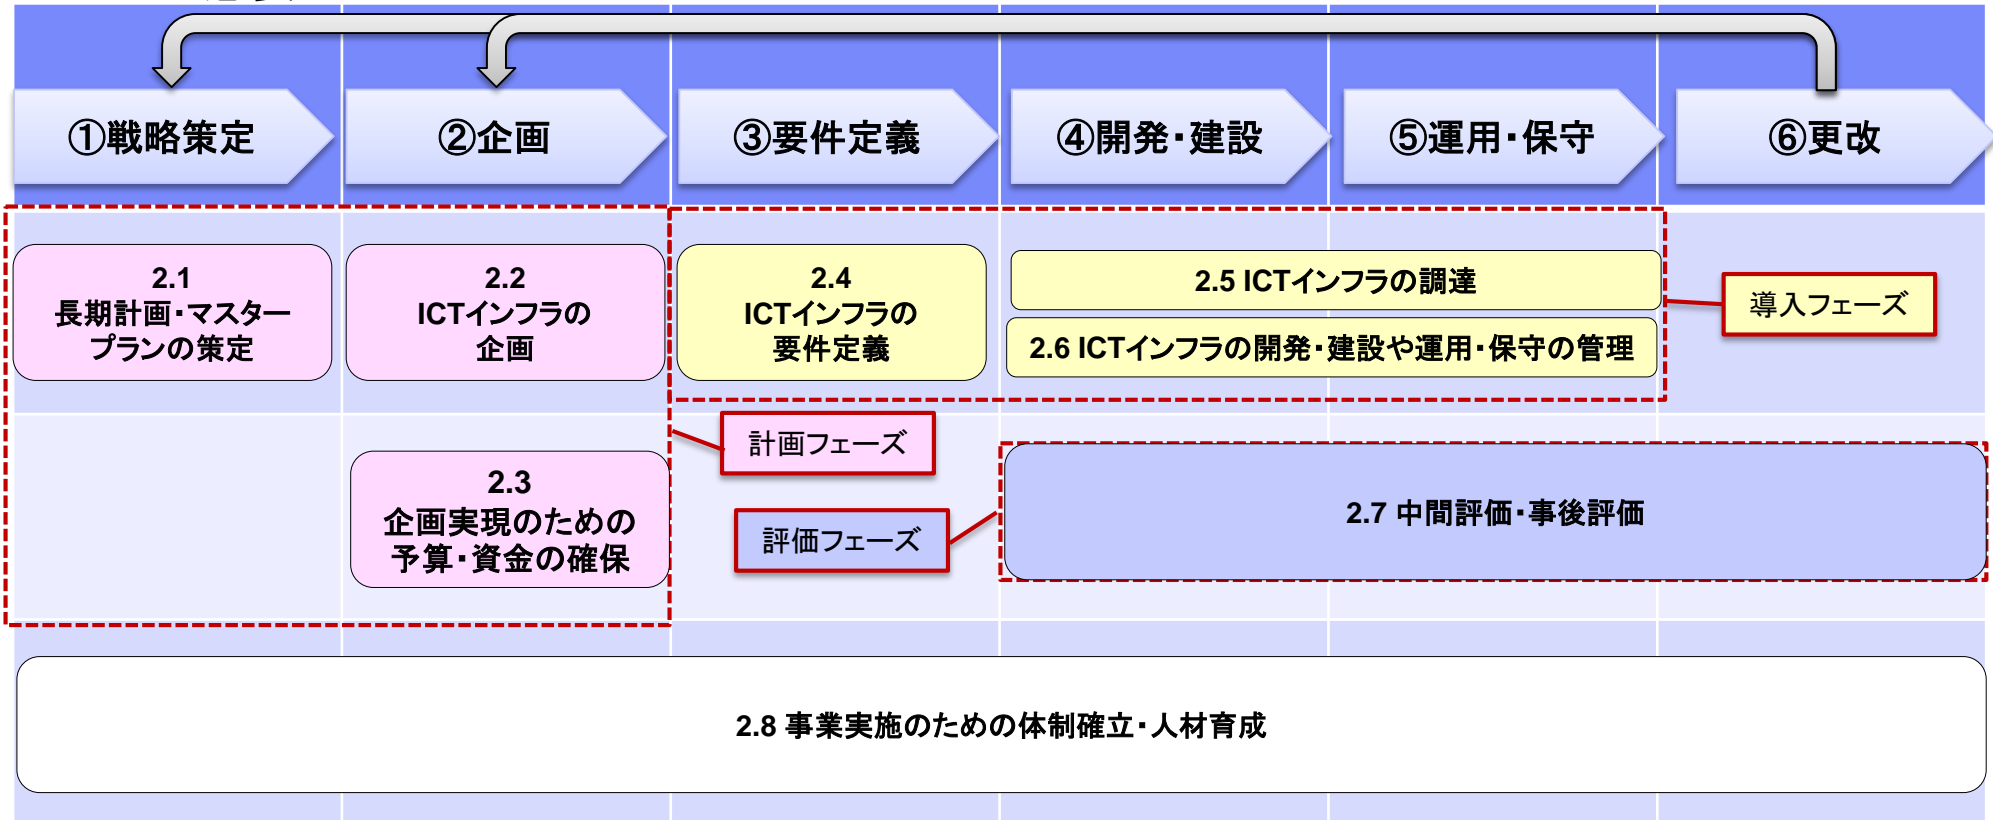 ①戦略策定
②企画
③要件定義
④開発・建設
⑤運用・保守
⑥更改
2.1
長期計画・マスター
プランの策定
2.2
ICTインフラの
企画
2.4
ICTインフラの
要件定義
2.5 ICTインフラの調達
2.6 ICTインフラの開発・建設や運用・保守の管理
導入フェーズ
計画フェーズ
2.3
企画実現のための
予算・資金の確保
評価フェーズ
2.7 中間評価・事後評価
2.8 事業実施のための体制確立・人材育成